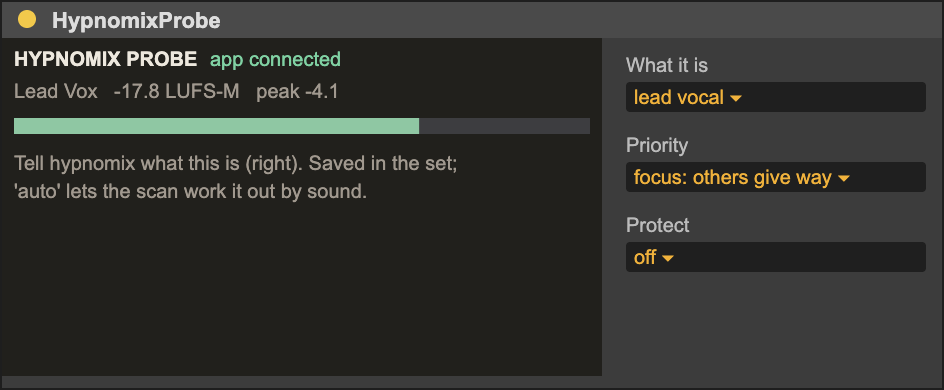 HypnomixProbe
HYPNOMIX PROBE app connected
Lead Vox -17.8 LUFS-M peak -4.1
Tell hypnomix what this is (right). Saved in the set;
'auto' lets the scan work it out by sound.
What it is
lead vocal
Priority
focus: others give way
Protect
off